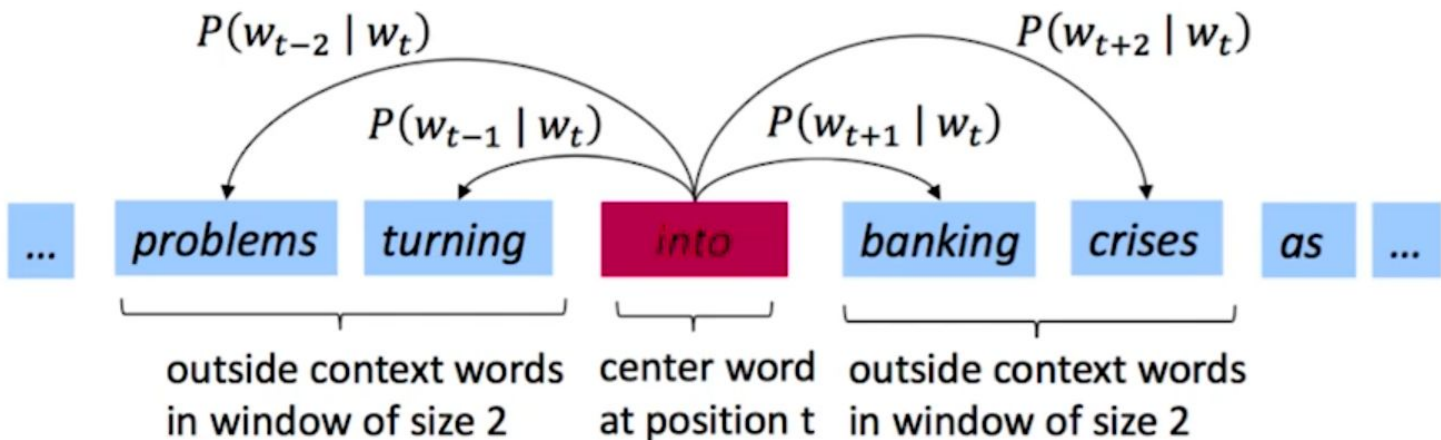 P(w_{t−2} | w_t) P(w_{t+2} | w_t)
P(w_{t−1} | w_t) P(w_{t+1} | w_t)
... problems turning into banking crises as ...
outside context words center word outside context words
in window of size 2 at position t in window of size 2